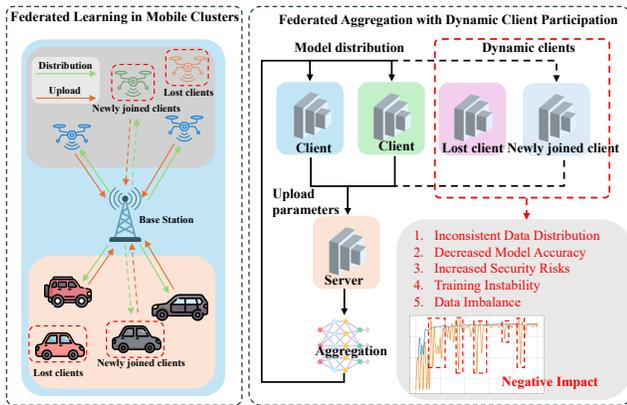 Federated Learning in Mobile Clusters
Distribution
Upload
Newly joined clients
Lost clients
Base Station
Lost clients
Newly joined clients
Federated Aggregation with Dynamic Client Participation
Model distribution
Dynamic clients
Client
Client
Lost client
Newly joined client
Upload
parameters
Server
Aggregation
1. Inconsistent Data Distribution
2. Decreased Model Accuracy
3. Increased Security Risks
4. Training Instability
5. Data Imbalance
Negative Impact